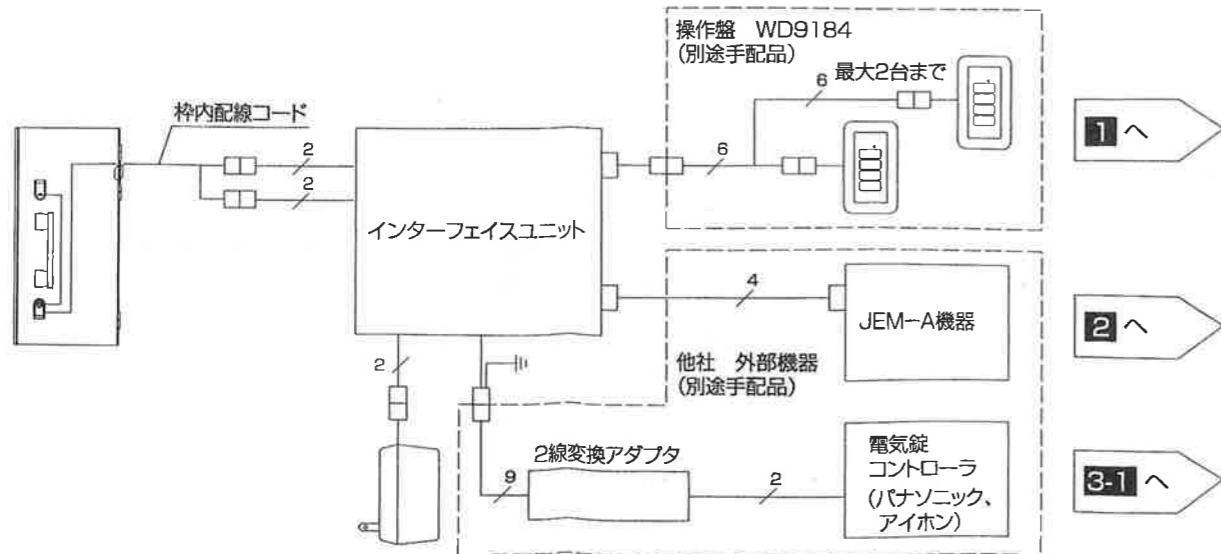 操作盤 WD9184
(別途手配品)
最大2台まで
6
枠内配線コード
1 へ
2
6
2
インターフェイスユニット
4
JEM-A機器
2 へ
2
他社 外部機器
(別途手配品)
2線変換アダプタ
9
2
電気錠
コントローラ
(パナソニック、
アイホン)
3-1 へ